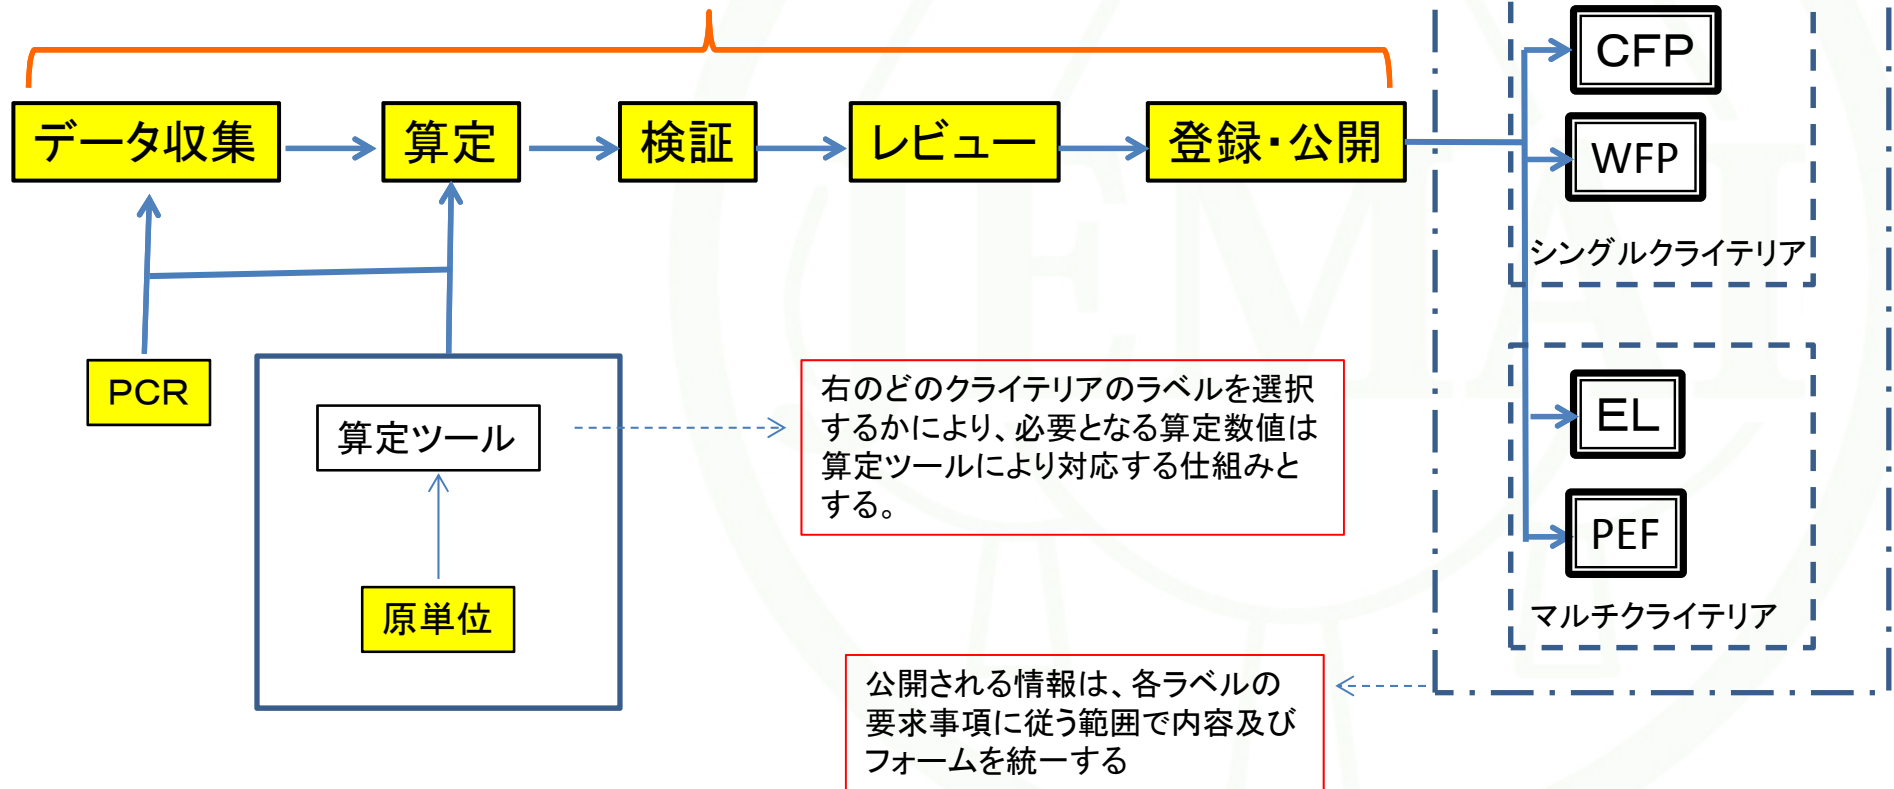 データ収集
算定
検証
レビュー
登録・公開
CFP
WFP
シングルクライテリア
PCR
算定ツール
原単位
右のどのクライテリアのラベルを選択
するかにより、必要となる算定数値は
算定ツールにより対応する仕組みと
する。
EL
PEF
マルチクライテリア
公開される情報は、各ラベルの
要求事項に従う範囲で内容及び
フォームを統一する
JEMAI